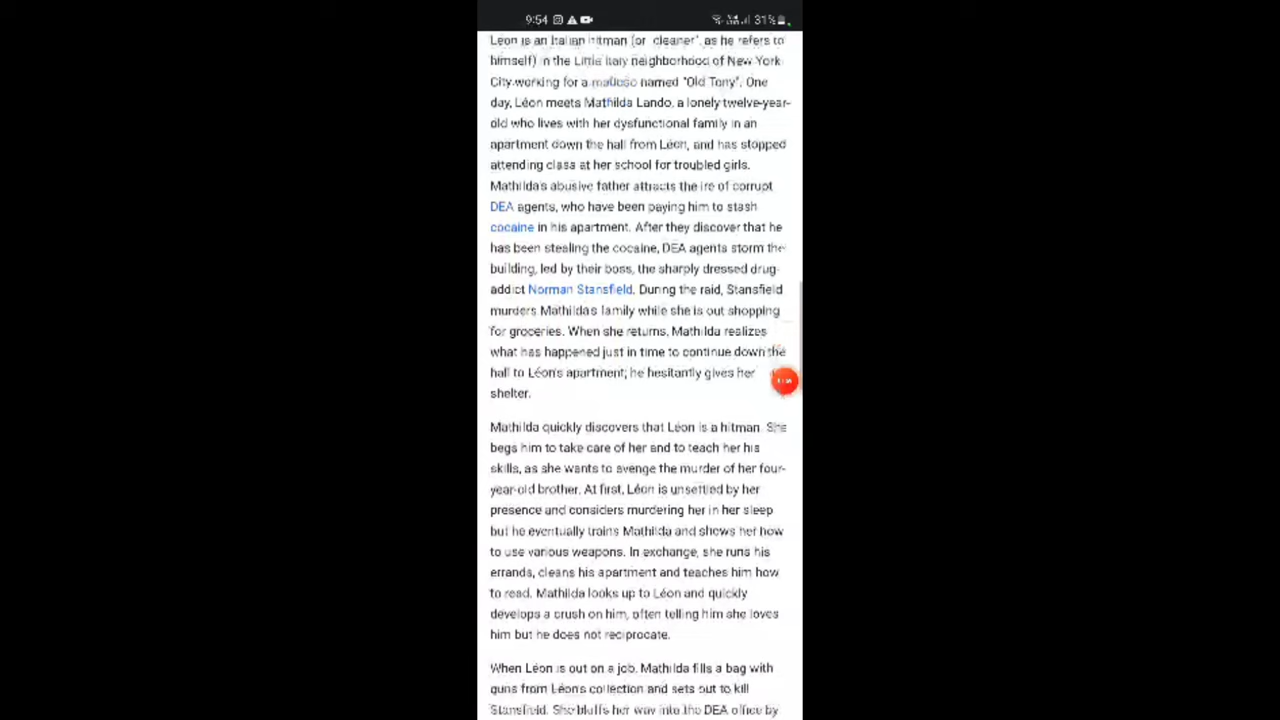 9:54 31%
Léon is an Italian hitman (or "cleaner", as he refers to
himself) in the Little Italy neighborhood of New York
City working for a mafioso named "Old Tony". One
day, Léon meets Mathilda Lando, a lonely twelve-year-
old who lives with her dysfunctional family in an
apartment down the hall from Léon, and has stopped
attending class at her school for troubled girls.
Mathilda's abusive father attracts the ire of corrupt
DEA agents, who have been paying him to stash
cocaine in his apartment. After they discover that he
has been stealing the cocaine, DEA agents storm the
building, led by their boss, the sharply dressed drug-
addict Norman Stansfield. During the raid, Stansfield
murders Mathilda's family while she is out shopping
for groceries. When she returns, Mathilda realizes
what has happened just in time to continue down the
hall to Léon's apartment; he hesitantly gives her
shelter.
Mathilda quickly discovers that Léon is a hitman. She
begs him to take care of her and to teach her his
skills, as she wants to avenge the murder of her four-
year-old brother. At first, Léon is unsettled by her
presence and considers murdering her in her sleep
but he eventually trains Mathilda and shows her how
to use various weapons. In exchange, she runs his
errands, cleans his apartment and teaches him how
to read. Mathilda looks up to Léon and quickly
develops a crush on him, often telling him she loves
him but he does not reciprocate.
When Léon is out on a job, Mathilda fills a bag with
guns from Léon's collection and sets out to kill
Stansfield. She bluffs her way into the DEA office by